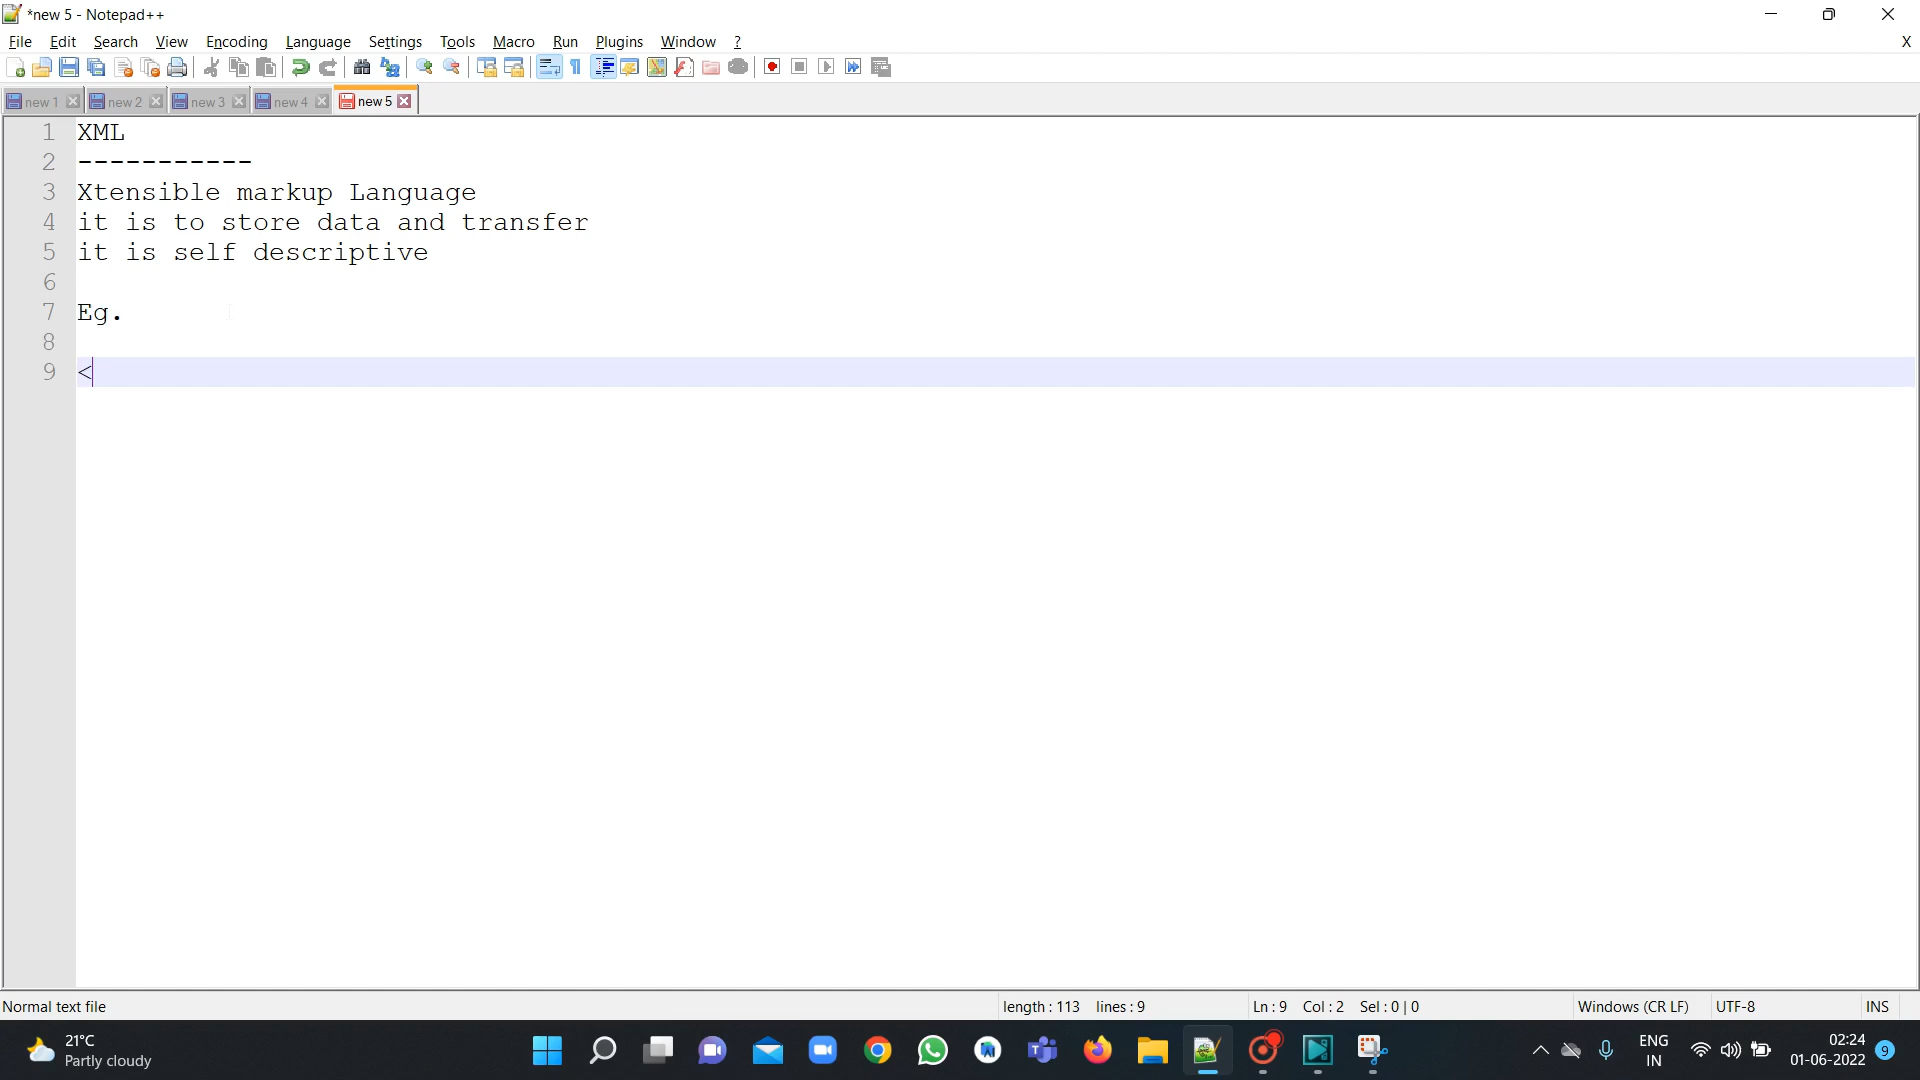 *new 5 - Notepad++
File Edit Search View Encoding Language Settings Tools Macro Run Plugins Window ? X
new 1 new 2 new 3 new 4 new 5
1 XML
2 -----------
3 Xtensible markup Language
4 it is to store data and transfer
5 it is self descriptive
6
7 Eg.
8
9 <
Normal text file length : 113 lines : 9 Ln : 9 Col : 2 Sel : 0 | 0 Windows (CR LF) UTF-8 INS
21°C
Partly cloudy
ENG
IN
02:24
01-06-2022
9